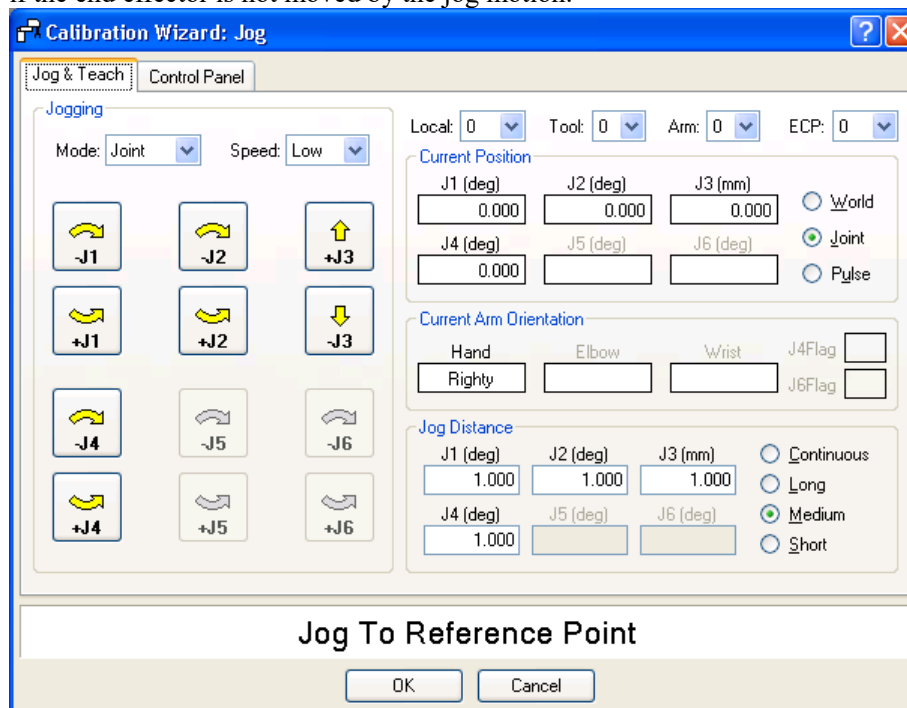 if the end effector is not moved by the jog motion.
Calibration Wizard: Jog
Jog & Teach Control Panel
Jogging
Mode: Joint Speed: Low
-J1 -J2 +J3
+J1 +J2 -J3
-J4 -J5 -J6
+J4 +J5 +J6
Local: 0 Tool: 0 Arm: 0 ECP: 0
Current Position
J1 (deg) J2 (deg) J3 (mm)
0.000 0.000 0.000
J4 (deg) J5 (deg) J6 (deg)
0.000
World
Joint
Pulse
Current Arm Orientation
Hand Elbow Wrist
Righty
J4Flag
J6Flag
Jog Distance
J1 (deg) J2 (deg) J3 (mm)
1.000 1.000 1.000
J4 (deg) J5 (deg) J6 (deg)
1.000
Continuous
Long
Medium
Short
Jog To Reference Point
OK Cancel